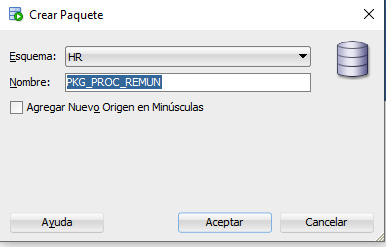 Crear Paquete
Esquema: HR
Nombre: PKG_PROC_REMUN
Agregar Nuevo Origen en Minúsculas
Ayuda Aceptar Cancelar